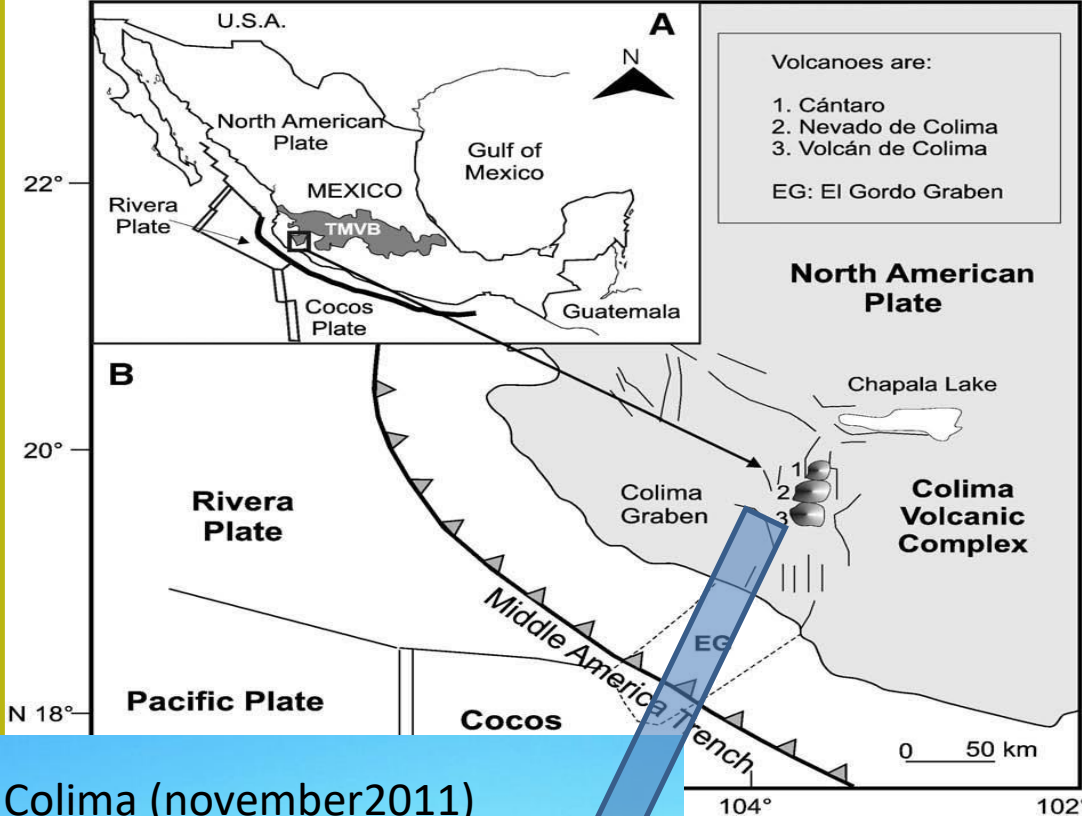 U.S.A.
A
N
North American
Plate
Gulf of
Mexico
22°
MEXICO
Rivera
Plate
TMVB
Cocos
Plate
Guatemala
Volcanoes are:
1. Cántaro
2. Nevado de Colima
3. Volcán de Colima
EG: El Gordo Graben
North American
Plate
B
Chapala Lake
20°
1
2
3
Colima
Graben
Rivera
Plate
Colima
Volcanic
Complex
Middle America Trench
EG
Pacific Plate
N 18°
Cocos
0 50 km
Colima (november2011)
104°
102°